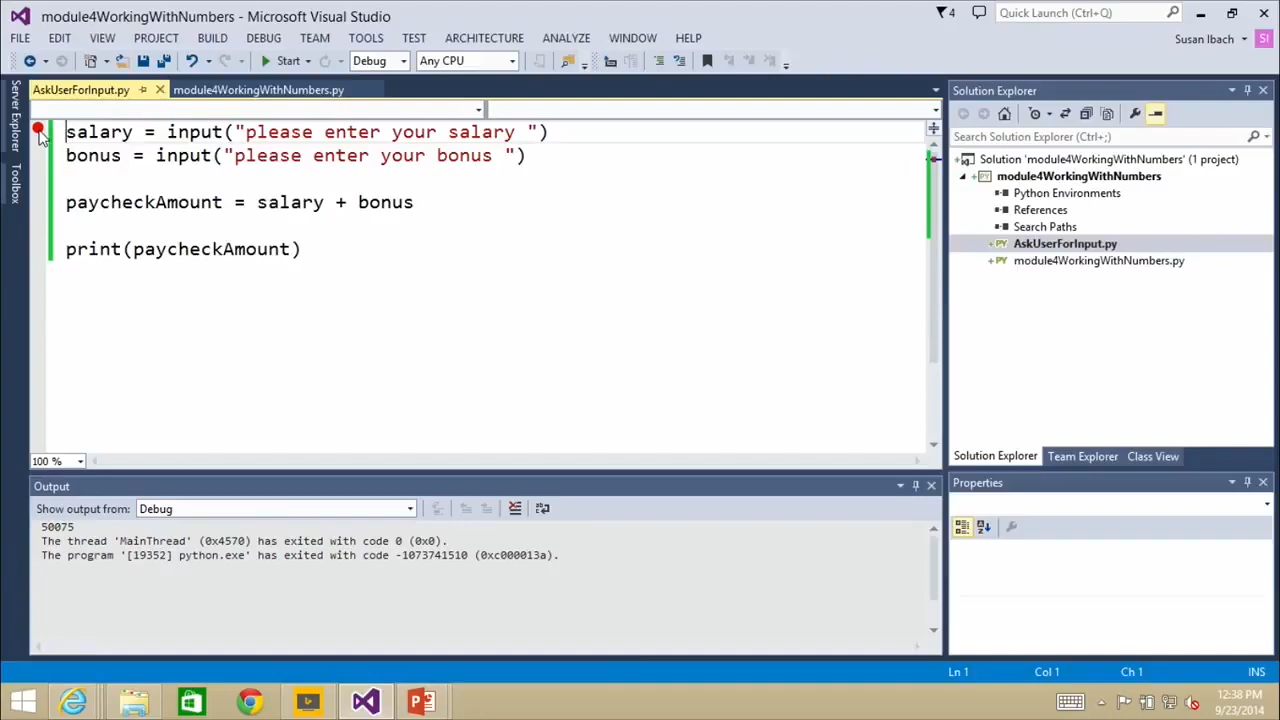 module4WorkingWithNumbers - Microsoft Visual Studio
4
Quick Launch (Ctrl+Q)
FILE EDIT VIEW PROJECT BUILD DEBUG TEAM TOOLS TEST ARCHITECTURE ANALYZE WINDOW HELP
Susan Ibach
SI
Start
Debug
Any CPU
Server Explorer
Toolbox
AskUserForInput.py
module4WorkingWithNumbers.py
salary = input("please enter your salary ")
bonus = input("please enter your bonus ")
paycheckAmount = salary + bonus
print(paycheckAmount)
100 %
Solution Explorer
Search Solution Explorer (Ctrl+;)
Solution 'module4WorkingWithNumbers' (1 project)
module4WorkingWithNumbers
Python Environments
References
Search Paths
AskUserForInput.py
module4WorkingWithNumbers.py
Solution Explorer Team Explorer Class View
Output
Show output from: Debug
50075
The thread 'MainThread' (0x4570) has exited with code 0 (0x0).
The program '[19352] python.exe' has exited with code -1073741510 (0xc000013a).
Properties
Ln 1
Col 1
Ch 1
INS
12:38 PM
9/23/2014